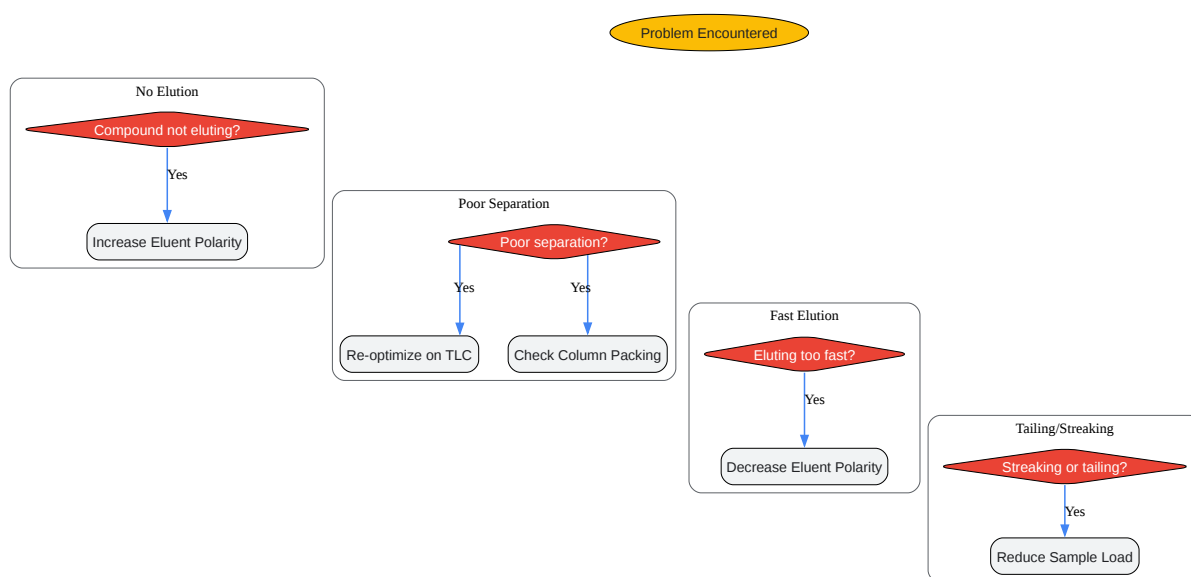 Problem Encountered
No Elution
Compound not eluting?
Yes
Increase Eluent Polarity
Poor Separation
Poor separation?
Yes
Yes
Re-optimize on TLC
Check Column Packing
Fast Elution
Eluting too fast?
Yes
Decrease Eluent Polarity
Tailing/Streaking
Streaking or tailing?
Yes
Reduce Sample Load